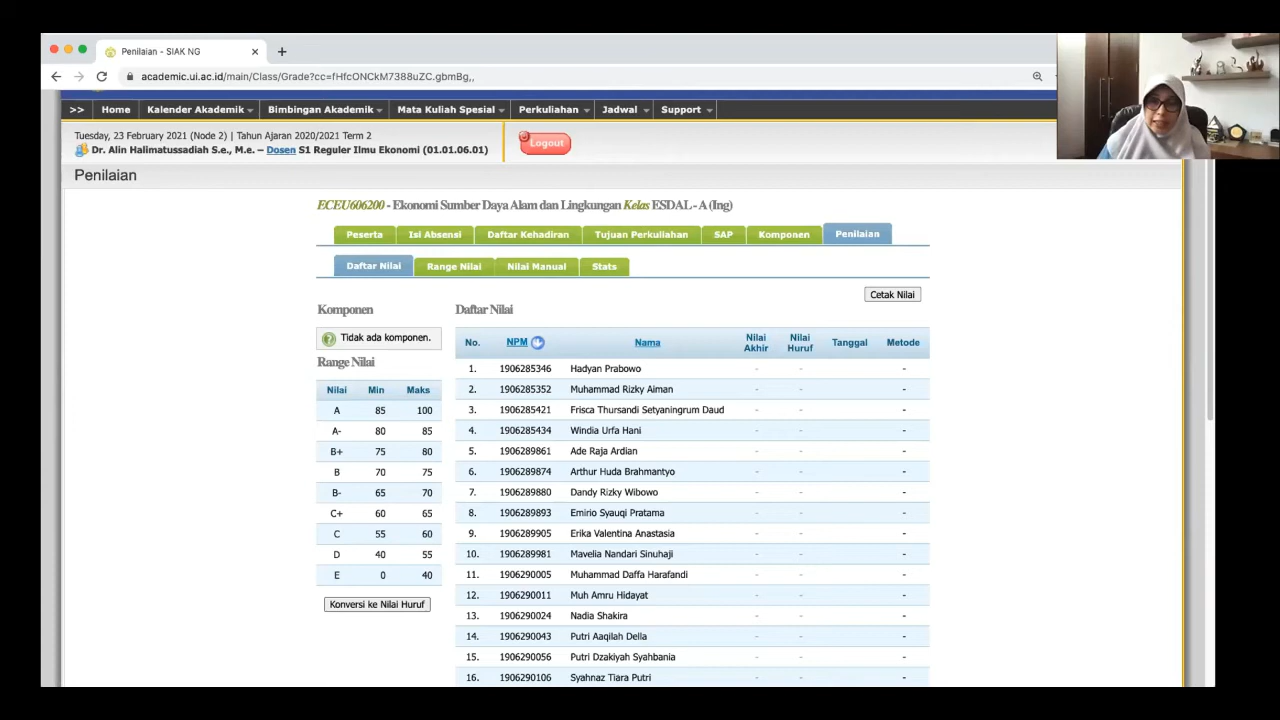 Penilaian - SIAK NG
academic.ui.ac.id/main/Class/Grade?cc=fHfcONCkM7388uZC.gbmBg,,
>> Home Kalender Akademik Bimbingan Akademik Mata Kuliah Spesial Perkuliahan Jadwal Support
Tuesday, 23 February 2021 (Node 2) | Tahun Ajaran 2020/2021 Term 2
Dr. Alin Halimatussadiah S.e., M.e. – Dosen S1 Reguler Ilmu Ekonomi (01.01.06.01)
Logout
Penilaian
ECEU606200 - Ekonomi Sumber Daya Alam dan Lingkungan Kelas ESDAL - A (Ing)
Peserta Isi Absensi Daftar Kehadiran Tujuan Perkuliahan SAP Komponen Penilaian
Daftar Nilai Range Nilai Nilai Manual Stats
Cetak Nilai
Komponen
Tidak ada komponen.
Range Nilai
Nilai Min Maks
A 85 100
A- 80 85
B+ 75 80
B 70 75
B- 65 70
C+ 60 65
C 55 60
D 40 55
E 0 40
Konversi ke Nilai Huruf
Daftar Nilai
No. NPM Nama Nilai Akhir Nilai Huruf Tanggal Metode
1. 1906285346 Hadyan Prabowo - - -
2. 1906285352 Muhammad Rizky Aiman - - -
3. 1906285421 Frisca Thursandi Setyaningrum Daud - - -
4. 1906285434 Windia Urfa Hani - - -
5. 1906289861 Ade Raja Ardian - - -
6. 1906289874 Arthur Huda Brahmantyo - - -
7. 1906289880 Dandy Rizky Wibowo - - -
8. 1906289893 Emirio Syauqi Pratama - - -
9. 1906289905 Erika Valentina Anastasia - - -
10. 1906289981 Mavelia Nandari Sinuhaji - - -
11. 1906290005 Muhammad Daffa Harafandi - - -
12. 1906290011 Muh Amru Hidayat - - -
13. 1906290024 Nadia Shakira - - -
14. 1906290043 Putri Aaqilah Della - - -
15. 1906290056 Putri Dzakiyah Syahbania - - -
16. 1906290106 Syahnaz Tiara Putri - - -